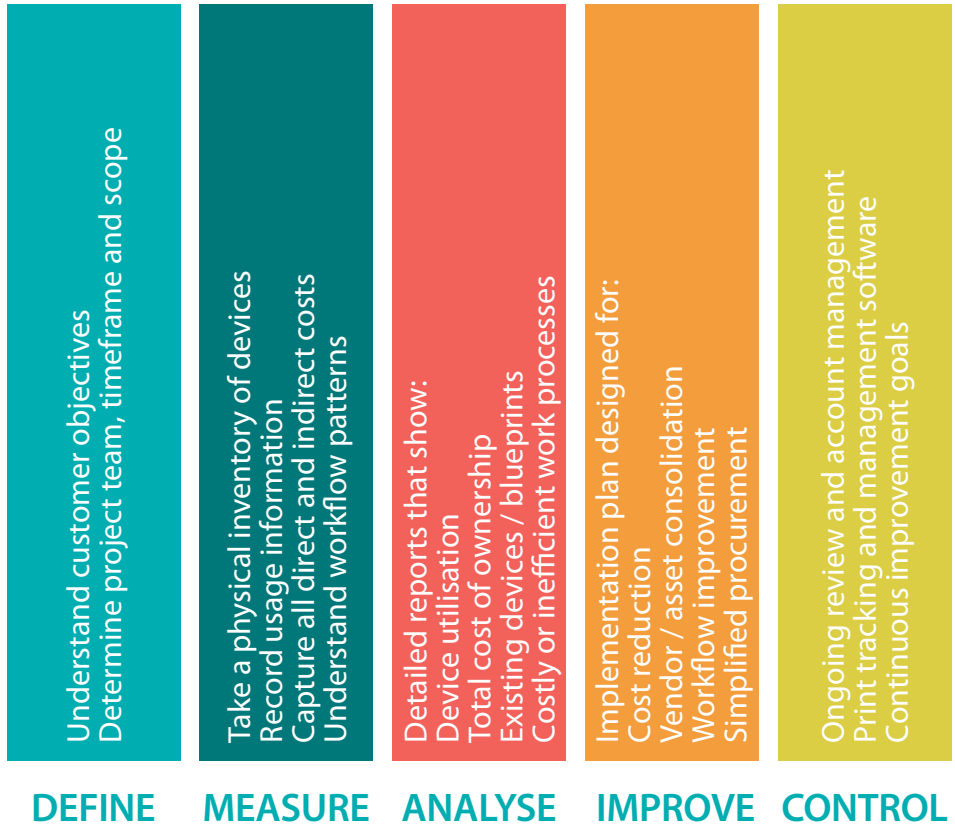 Understand customer objectives
Determine project team, timeframe and scope
DEFINE
Take a physical inventory of devices
Record usage information
Capture all direct and indirect costs
Understand workflow patterns
MEASURE
Detailed reports that show:
Device utilisation
Total cost of ownership
Existing devices / blueprints
Costly or inefficient work processes
ANALYSE
Implementation plan designed for:
Cost reduction
Vendor / asset consolidation
Workflow improvement
Simplified procurement
IMPROVE
Ongoing review and account management
Print tracking and management software
Continuous improvement goals
CONTROL